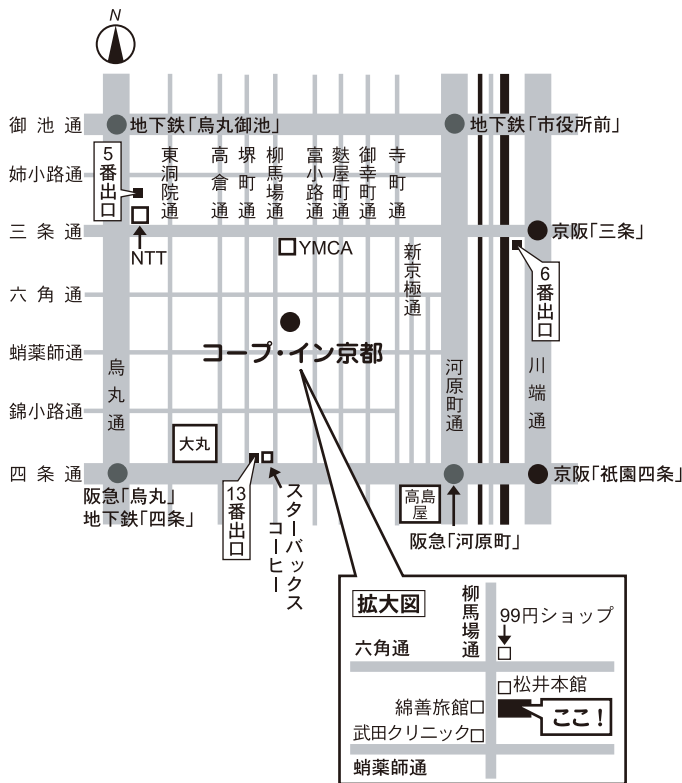 N
御池通
地下鉄「烏丸御池」
地下鉄「市役所前」
5番出口
東洞院通
高倉通
堺町通
柳馬場通
富小路通
麩屋町通
御幸町通
寺町通
姉小路通
三条通
京阪「三条」
NTT
YMCA
新京極通
6番出口
六角通
コープ・イン京都
蛸薬師通
烏丸通
河原町通
川端通
錦小路通
大丸
四条通
京阪「祇園四条」
阪急「烏丸」
地下鉄「四条」
13番出口
スターバックス
コーヒー
高島屋
阪急「河原町」
拡大図
柳馬場通
99円ショップ
六角通
松井本館
綿善旅館
ここ!
武田クリニック
蛸薬師通